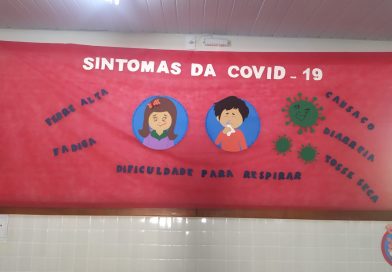 SINTOMAS DA COVID - 19
FEBRE ALTA
FADIGA
DIFICULDADE PARA RESPIRAR
CANSAÇO
DIARREIA
TOSSE SECA